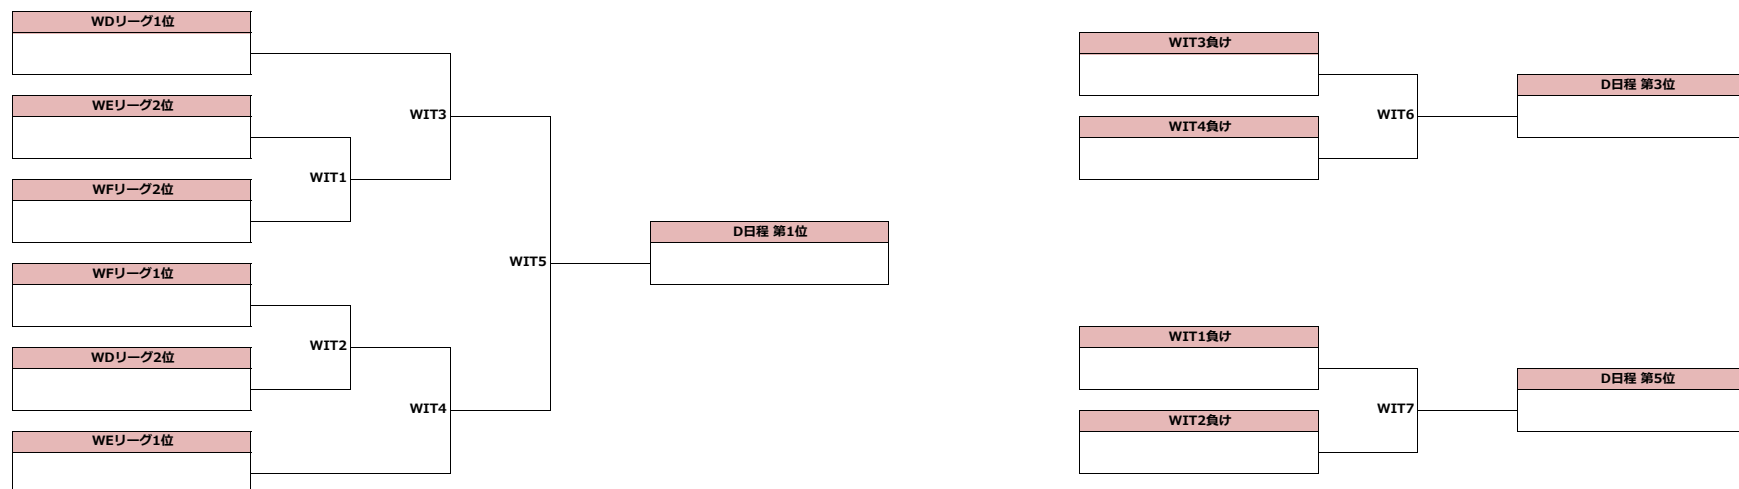 WDリーグ1位
WEリーグ2位
WIT3
WFリーグ2位
WIT1
WFリーグ1位
WIT5
D日程 第1位
WDリーグ2位
WIT2
WIT4
WEリーグ1位
WIT3負け
WIT4負け
WIT6
D日程 第3位
WIT1負け
WIT2負け
WIT7
D日程 第5位